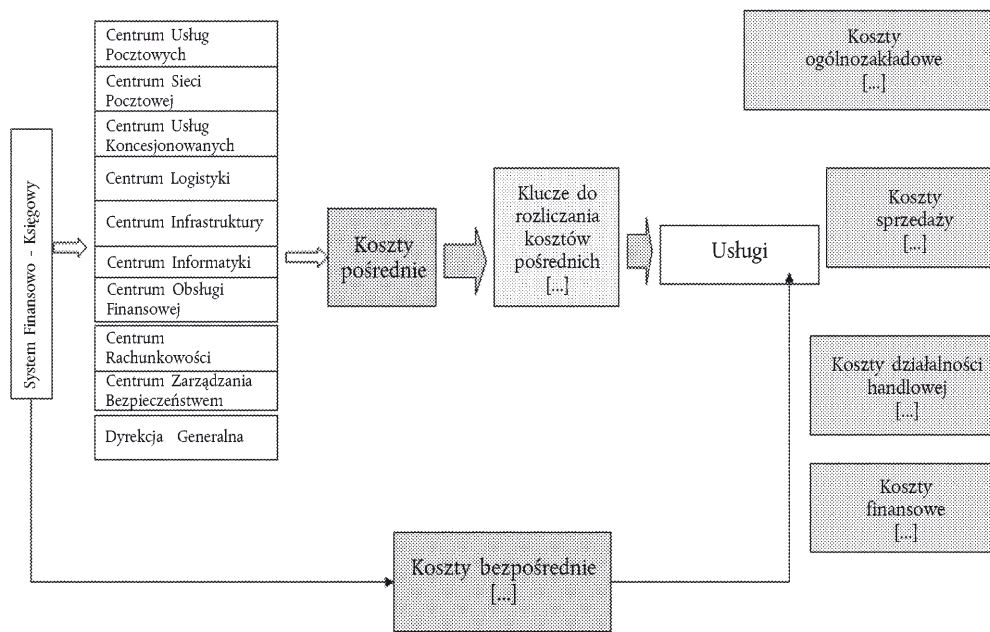 System Finansowo - Księgowy
Centrum Usług
Pocztowych
Centrum Sieci
Pocztowej
Centrum Usług
Koncesjonowanych
Centrum Logistyki
Centrum Infrastruktury
Centrum Informatyki
Centrum Obsługi
Finansowej
Centrum
Rachunkowości
Centrum Zarządzania
Bezpieczeństwem
Dyrekcja Generalna
Koszty
pośrednie
Klucze do
rozliczania
kosztów
pośrednich
[...]
Usługi
Koszty
ogólnozakładowe
[...]
Koszty
sprzedaży
[...]
Koszty działalności
handlowej
[...]
Koszty
finansowe
[...]
Koszty bezpośrednie
[...]